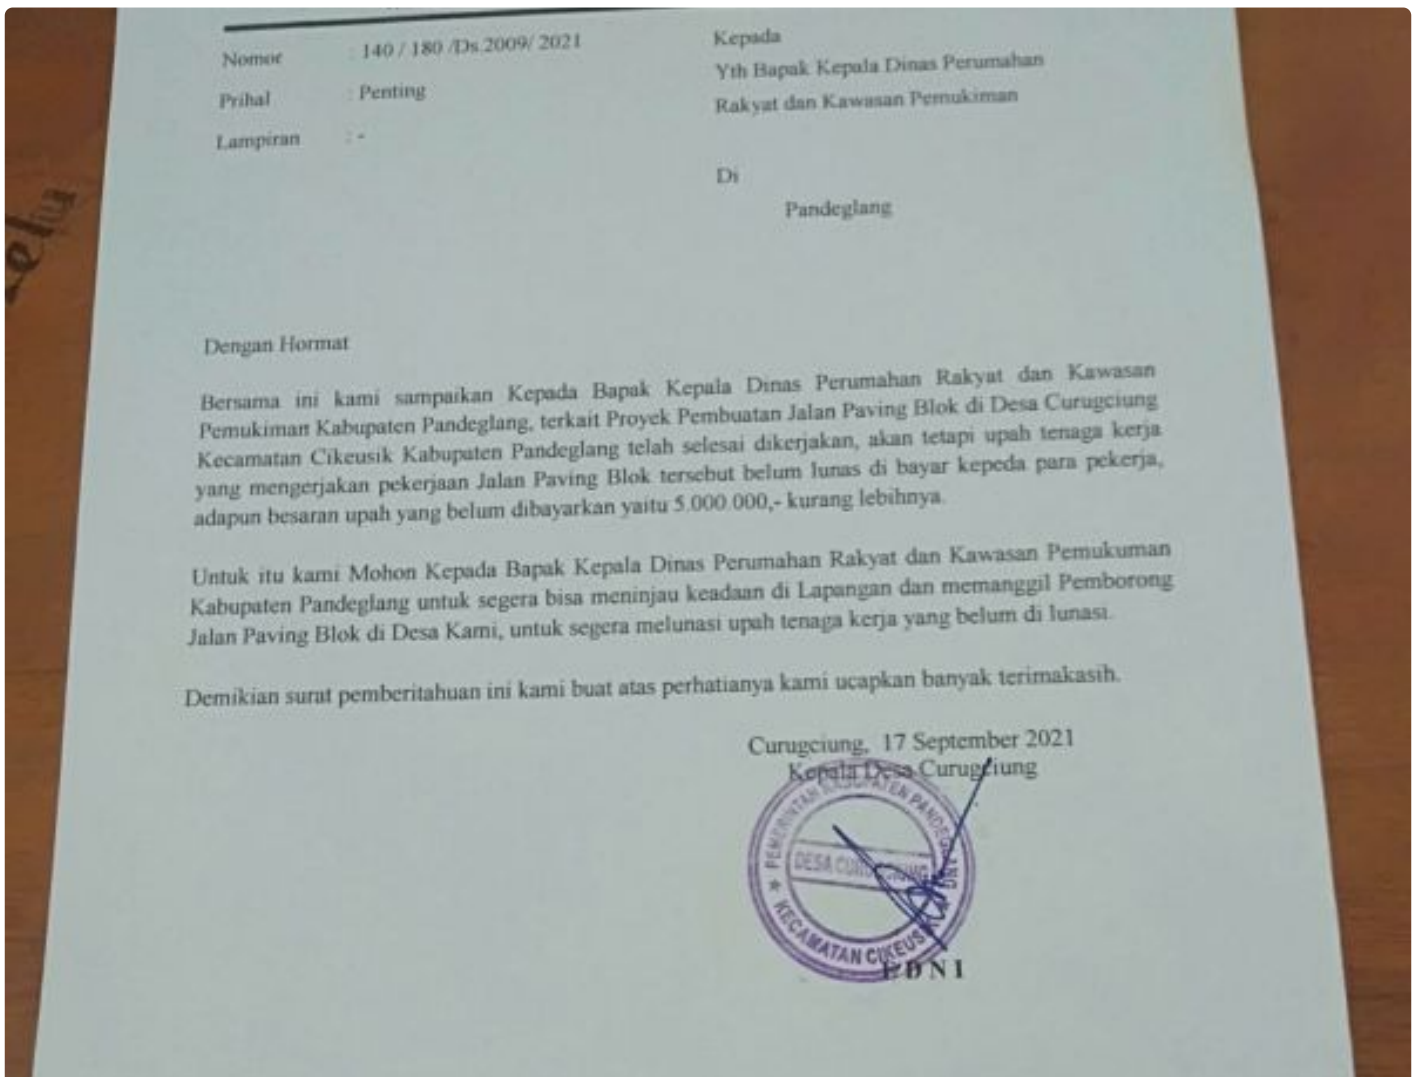 Nomor : 140 / 180 /Ds.2009/ 2021
Prihal : Penting
Lampiran : -
Kepada
Yth Bapak Kepala Dinas Perumahan
Rakyat dan Kawasan Pemukiman
Di
Pandeglang
Dengan Hormat
Bersama ini kami sampaikan Kepada Bapak Kepala Dinas Perumahan Rakyat dan Kawasan
Pemukiman Kabupaten Pandeglang, terkait Proyek Pembuatan Jalan Paving Blok di Desa Curugciung
Kecamatan Cikeusik Kabupaten Pandeglang telah selesai dikerjakan, akan tetapi upah tenaga kerja
yang mengerjakan pekerjaan Jalan Paving Blok tersebut belum lunas di bayar kepeda para pekerja,
adapun besaran upah yang belum dibayarkan yaitu 5.000.000,- kurang lebihnya.
Untuk itu kami Mohon Kepada Bapak Kepala Dinas Perumahan Rakyat dan Kawasan Pemukuman
Kabupaten Pandeglang untuk segera bisa meninjau keadaan di Lapangan dan memanggil Pemborong
Jalan Paving Blok di Desa Kami, untuk segera melunasi upah tenaga kerja yang belum di lunasi.
Demikian surat pemberitahuan ini kami buat atas perhatianya kami ucapkan banyak terimakasih.
Curugciung, 17 September 2021
Kepala Desa Curugciung
PEMERINTAH KABUPATEN PANDEGLANG
DESA CURUGCIUNG
KECAMATAN CIKEUSIK
EDNI